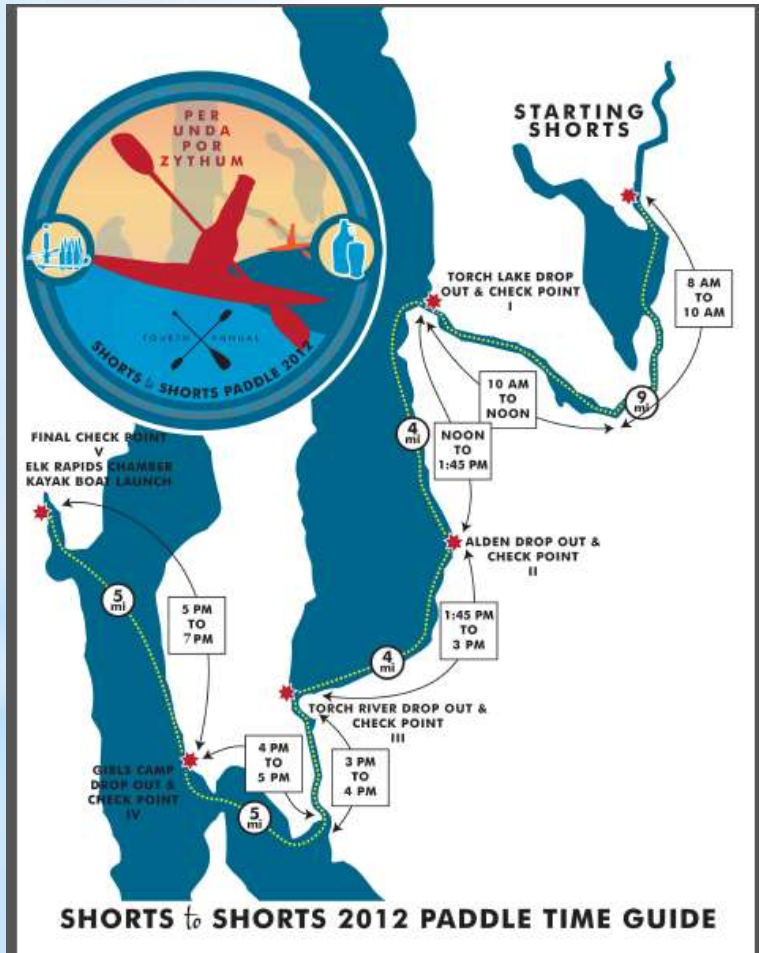 PER
UNDA
POR
ZYTHUM
FOURTH ANNUAL
SHORTS to SHORTS PADDLE 2012
STARTING
SHORTS
8 AM
TO
10 AM
9
mi
10 AM
TO
NOON
TORCH LAKE DROP
OUT & CHECK POINT
I
4
mi
NOON
TO
1:45 PM
ALDEN DROP OUT &
CHECK POINT
II
1:45 PM
TO
3 PM
4
mi
TORCH RIVER DROP OUT &
CHECK POINT
III
3 PM
TO
4 PM
4 PM
TO
5 PM
5
mi
GIRLS CAMP
DROP OUT &
CHECK POINT
IV
5 PM
TO
7 PM
5
mi
FINAL CHECK POINT
V
ELK RAPIDS CHAMBER
KAYAK BOAT LAUNCH
SHORTS to SHORTS 2012 PADDLE TIME GUIDE